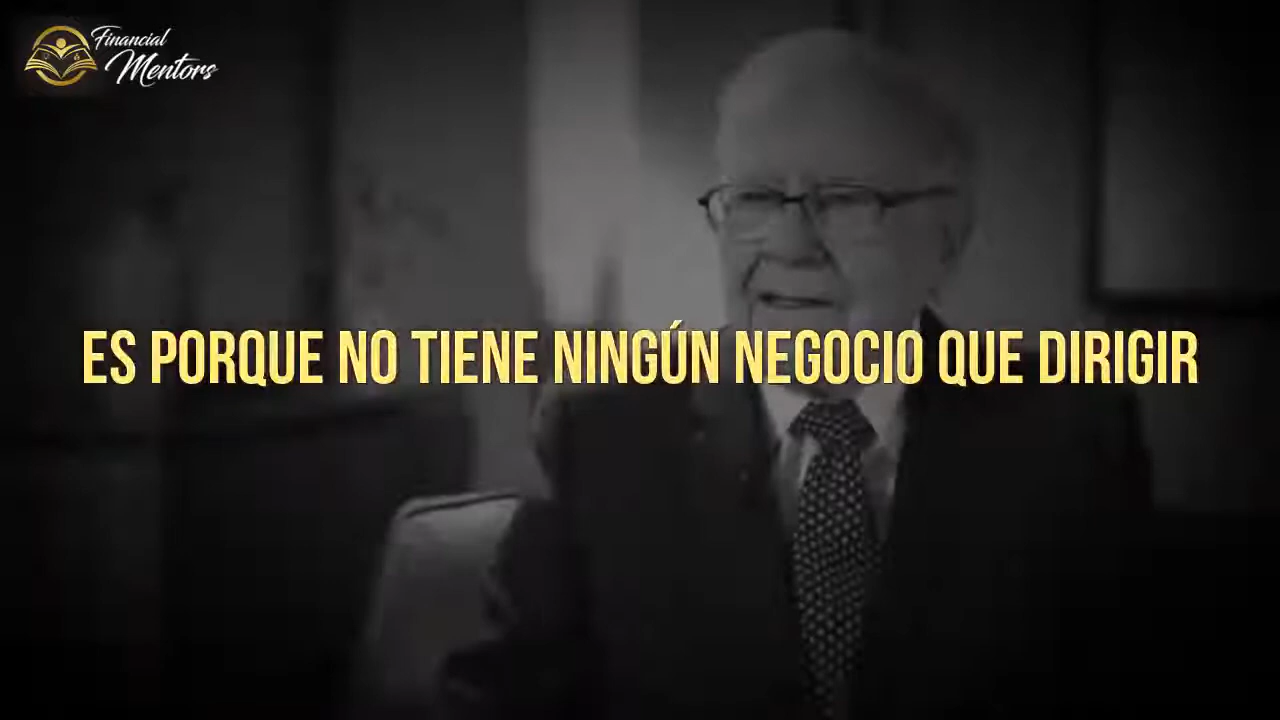 Financial
Mentors
ES PORQUE NO TIENE NINGÚN NEGOCIO QUE DIRIGIR